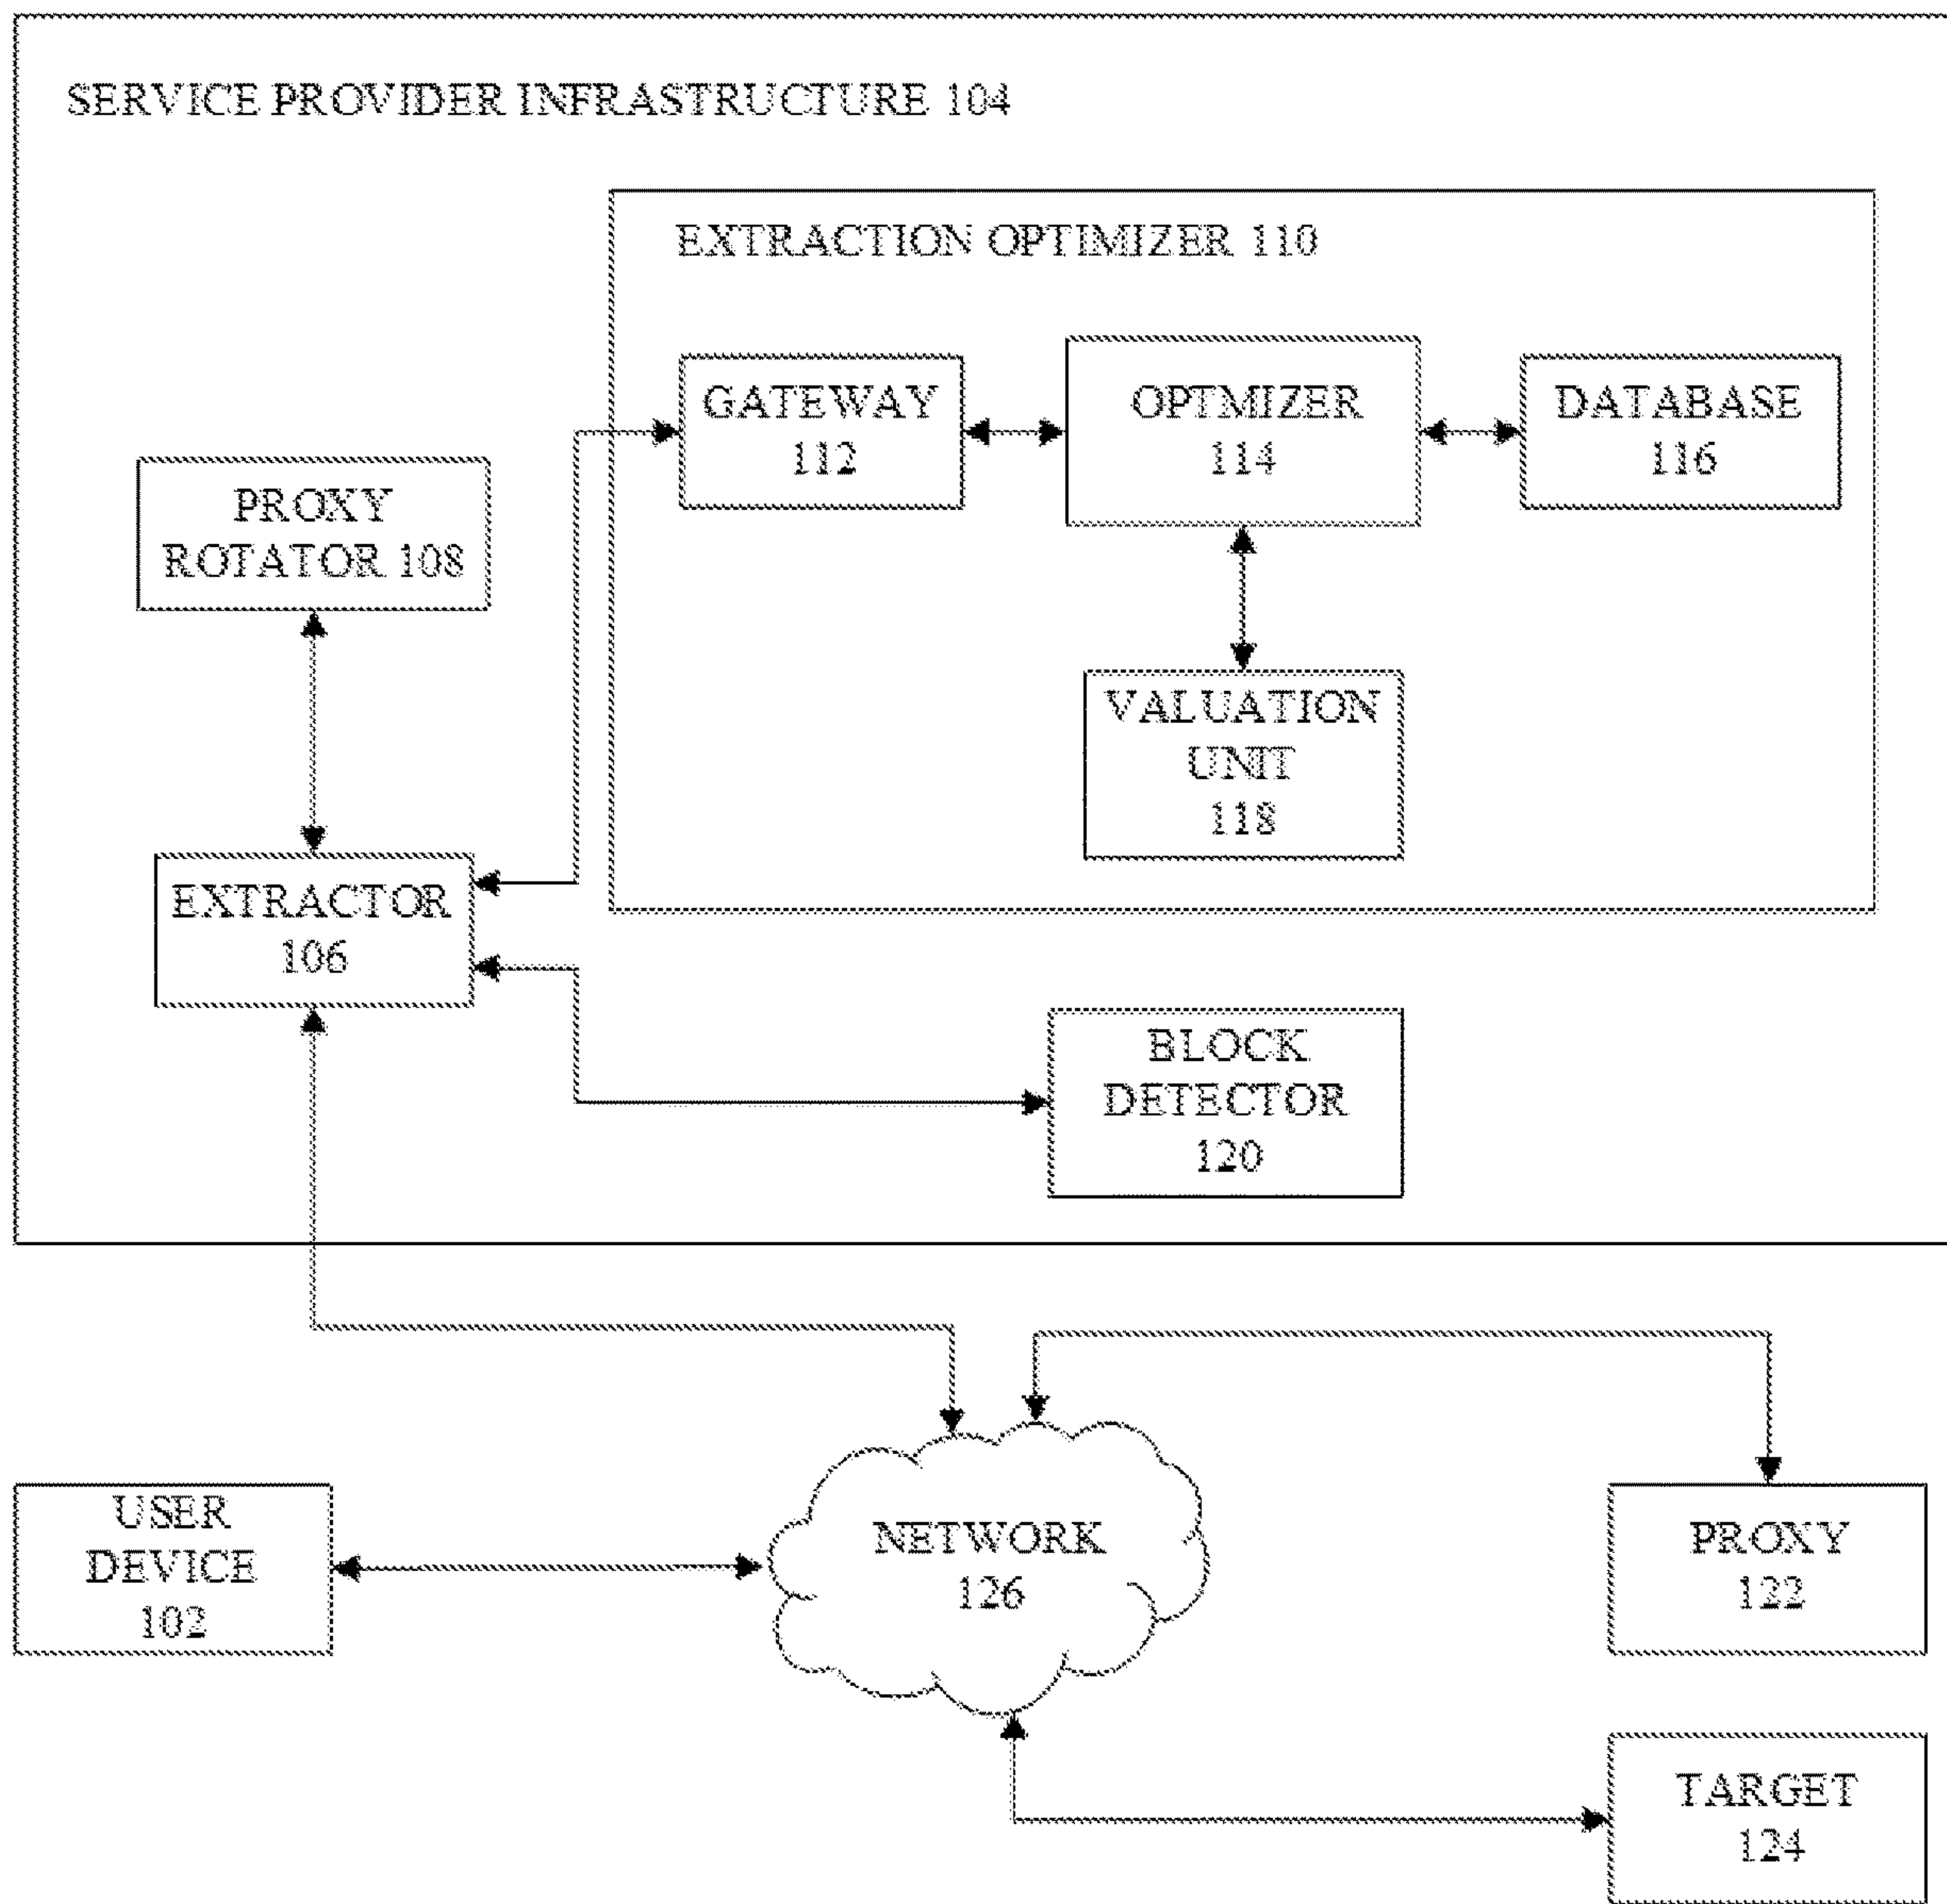 SERVICE PROVIDER INFRASTRUCTURE 104
EXTRACTION OPTIMIZER 110
GATEWAY
112
OPTMIZER
114
DATABASE
116
PROXY
ROTATOR 108
VALUATION
UNIT
118
EXTRACTOR
106
BLOCK
DETECTOR
120
USER
DEVICE
102
NETWORK
126
PROXY
122
TARGET
124